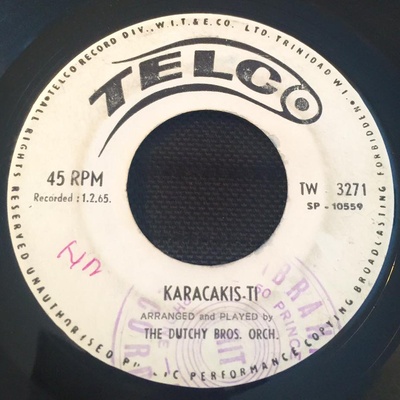 TELCO RECORD DIV., W.I.T. & E. CO. LTD., TRINIDAD W.I.
ALL RIGHTS RESERVED UNAUTHORISED PUBLIC PERFORMANCE COPYING BROADCASTING FORBIDDEN
TELCO
45 RPM
Recorded: 1.2.65.
TW 3271
SP - 10559
KARACAKIS-TI
ARRANGED and PLAYED by
THE DUTCHY BROS. ORCH.